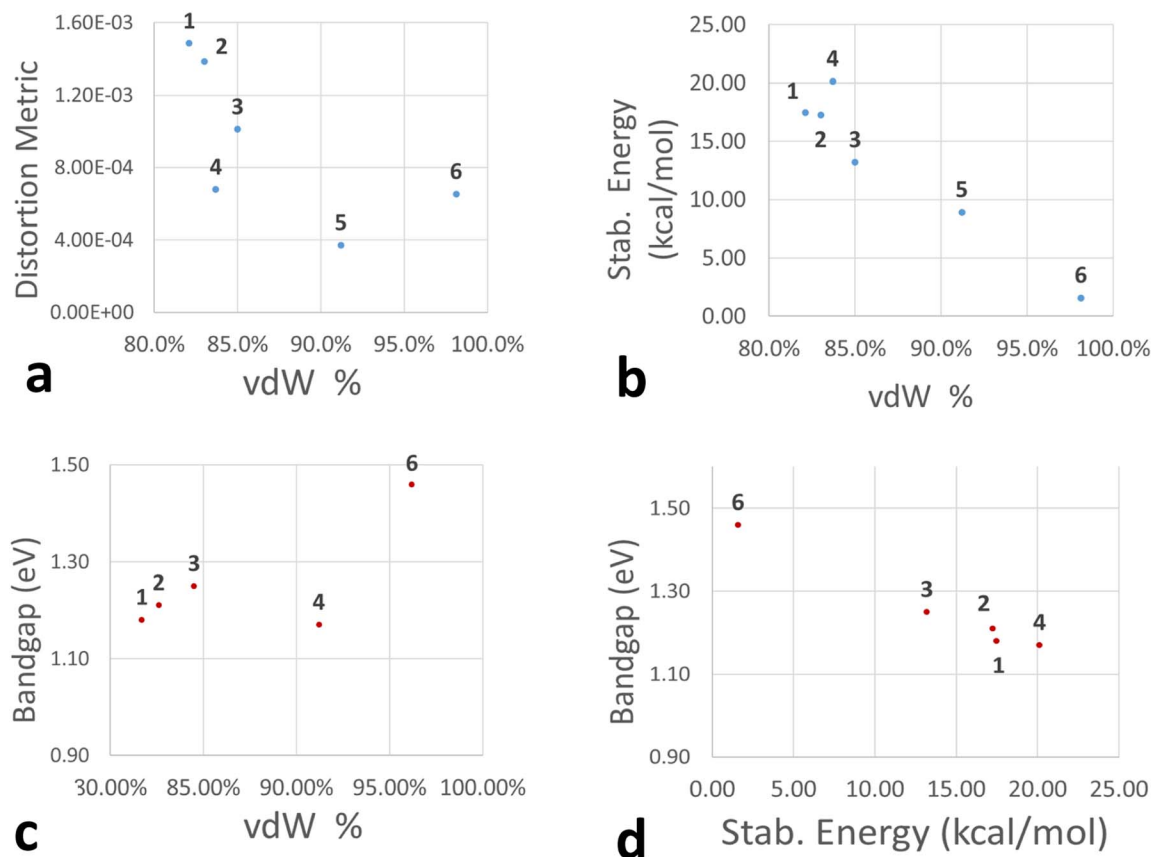 1.60E-03
1.20E-03
8.00E-04
4.00E-04
0.00E+00
Distortion Metric
1
2
3
4
5
6
80.0% 85.0% 90.0% 95.0% 100.0%
vdW %
a
25.00
20.00
15.00
10.00
5.00
0.00
Stab. Energy
(kcal/mol)
4
1
2
3
5
6
80.0% 85.0% 90.0% 95.0% 100.0%
vdW %
b
1.50
1.30
1.10
0.90
Bandgap (eV)
6
3
2
1
4
30.00% 85.00% 90.00% 95.00% 100.00%
vdW %
c
1.50
1.30
1.10
0.90
Bandgap (eV)
6
3
2
4
1
0.00 5.00 10.00 15.00 20.00 25.00
Stab. Energy (kcal/mol)
d